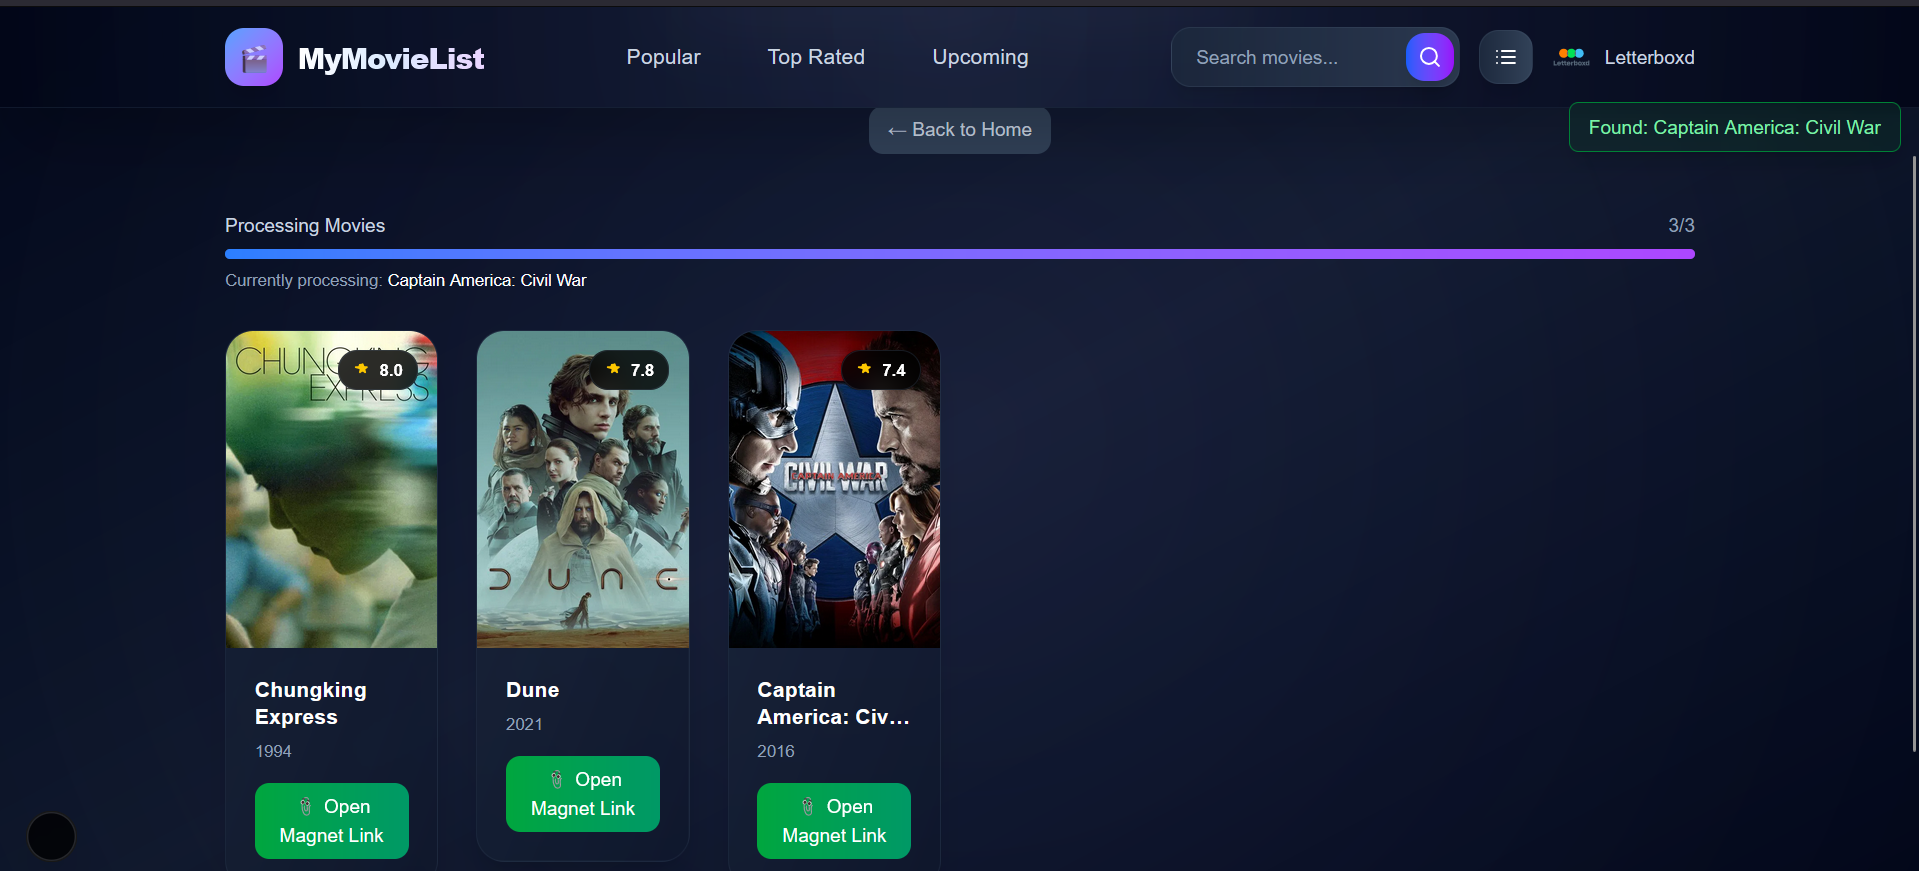 MyMovieList
Popular
Top Rated
Upcoming
Search movies...
Letterboxd
Letterboxd
← Back to Home
Found: Captain America: Civil War
Processing Movies
3/3
Currently processing: Captain America: Civil War
CHUNGKING
EXPRESS
8.0
7.8
DUNE
7.4
CIVIL WAR
CAPTAIN AMERICA
Chungking
Express
1994
Open
Magnet Link
Dune
2021
Open
Magnet Link
Captain
America: Civ...
2016
Open
Magnet Link